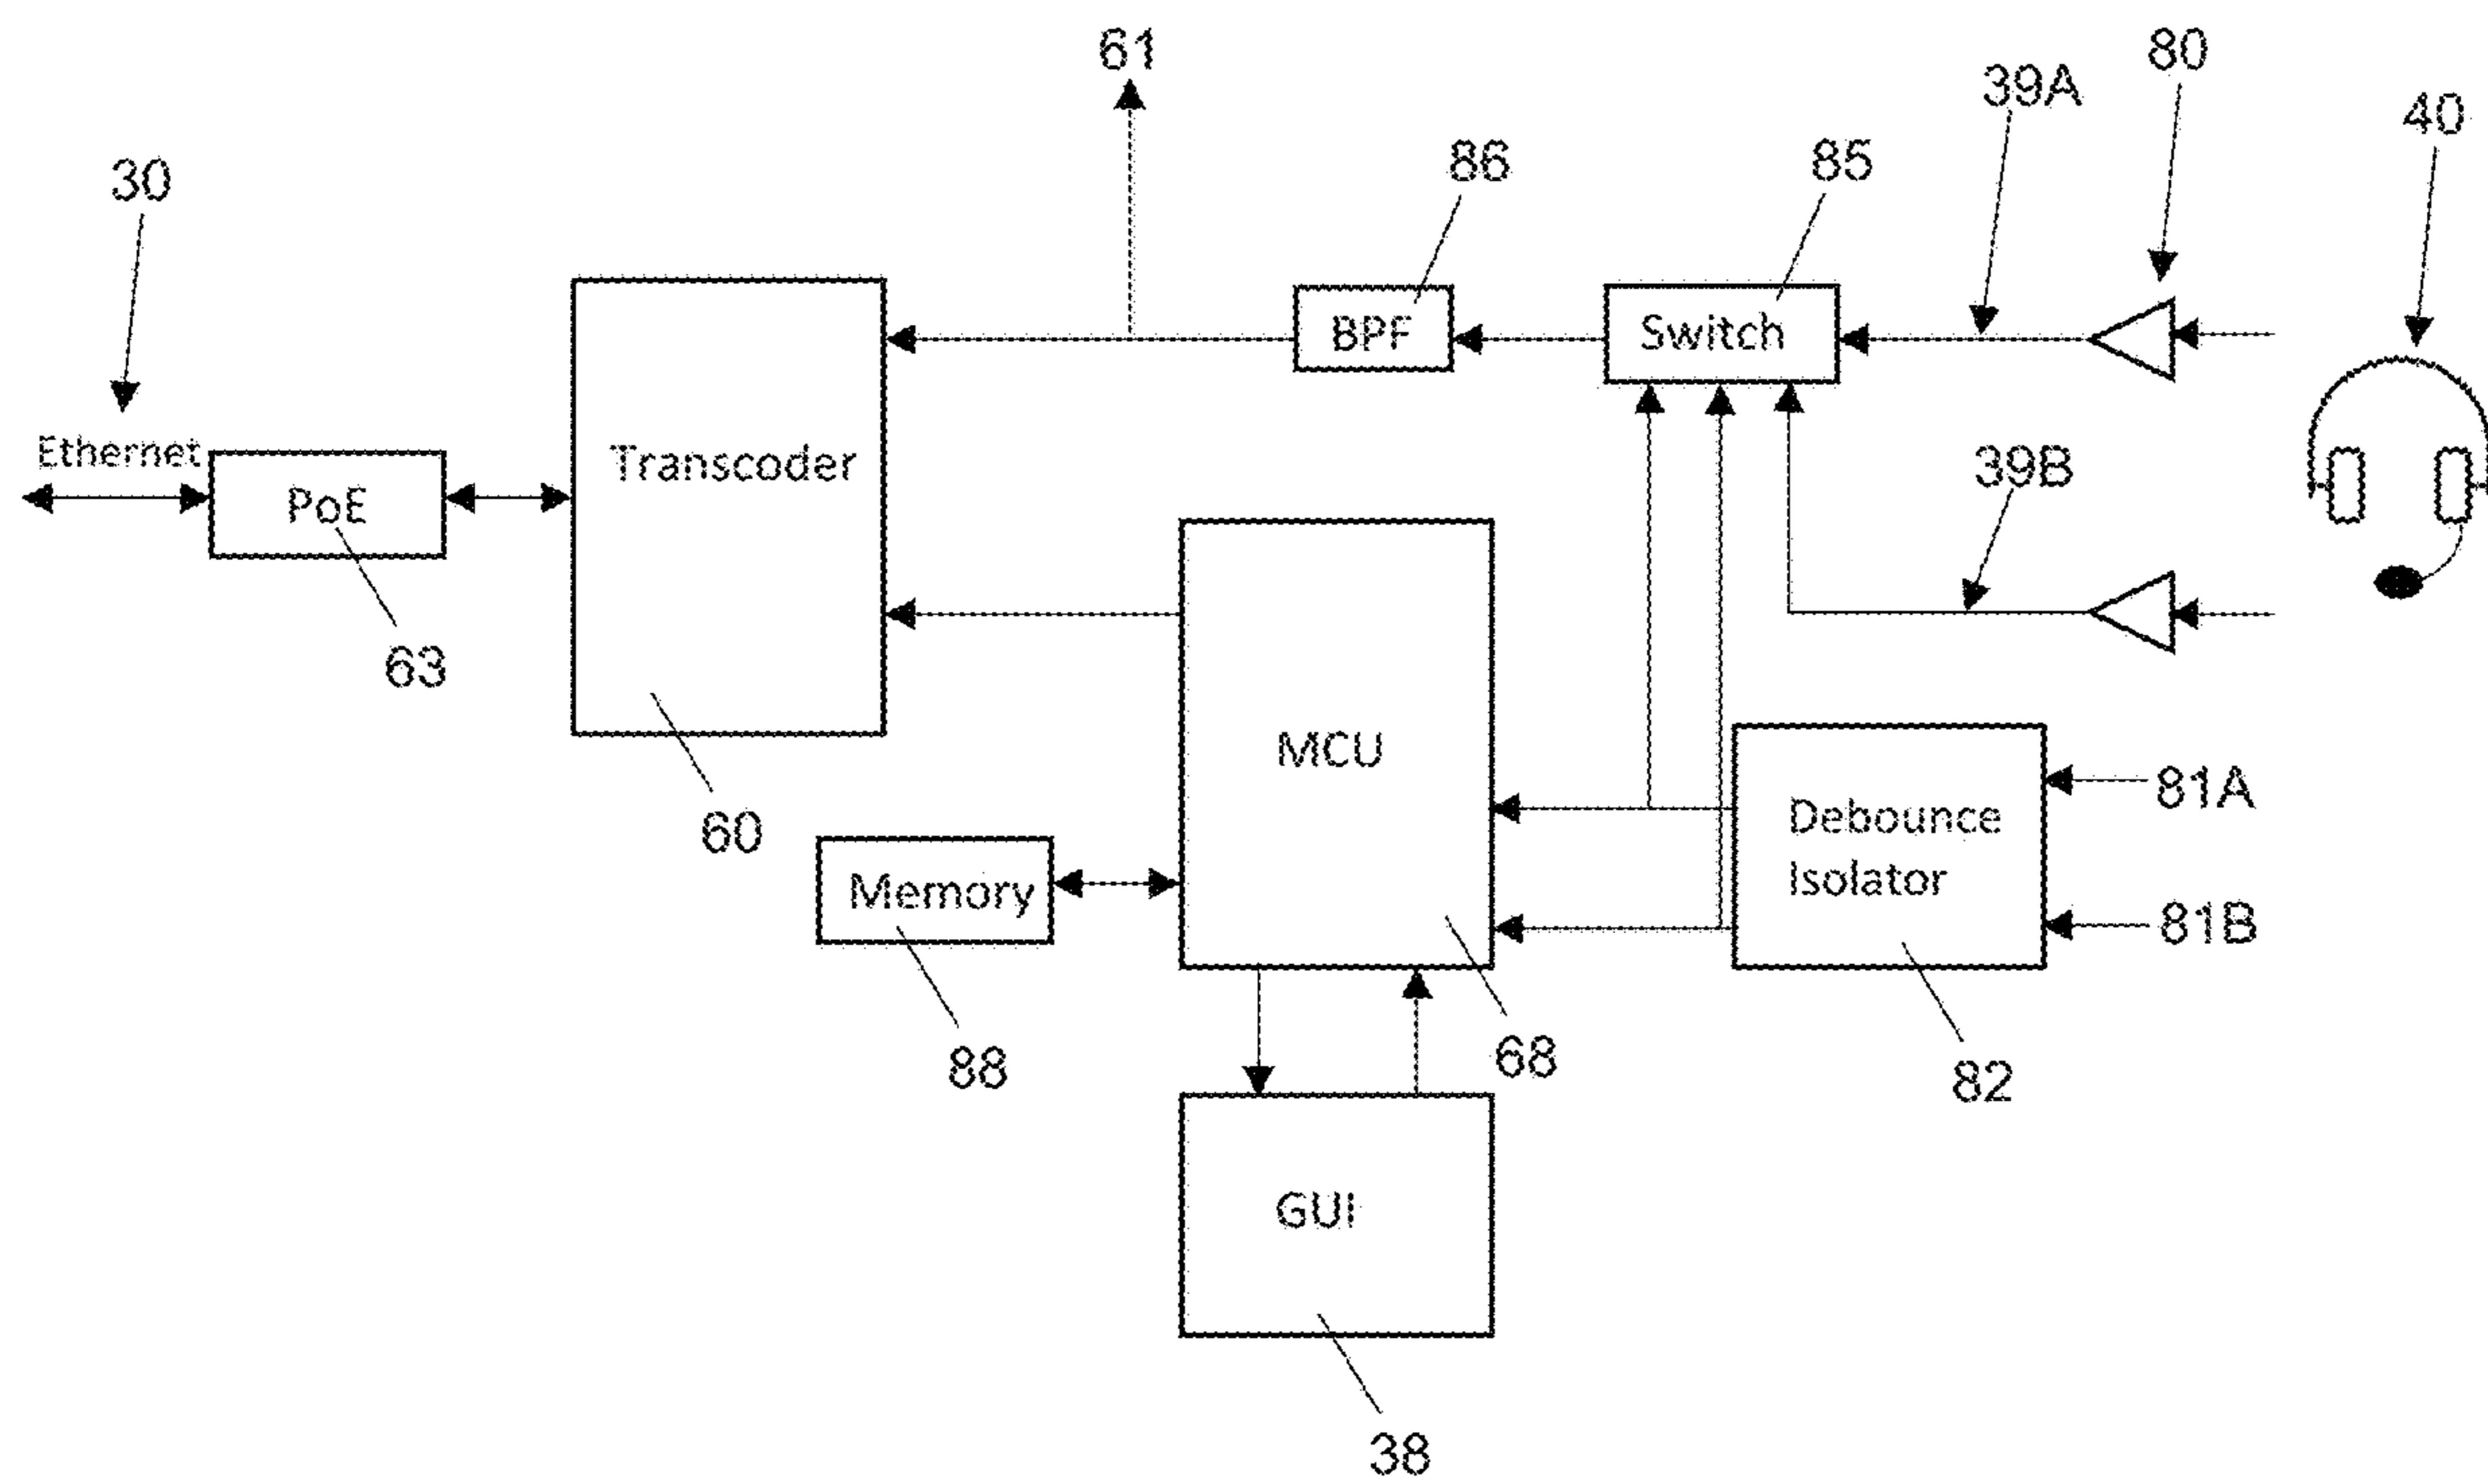 61
80
39A
40
86
85
30
BPF
Switch
Ethernet
Transcoder
39B
PoE
63
MCU
81A
60
Debounce
Isolator
Memory
81B
88
68
82
GUI
38